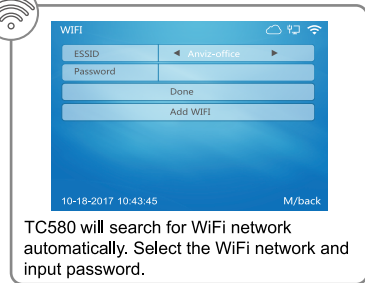 WIFI
ESSID ◀ Anviz-office ▶
Password
Done
Add WIFI
10-18-2017 10:43:45 M/back
TC580 will search for WiFi network
automatically. Select the WiFi network and
input password.